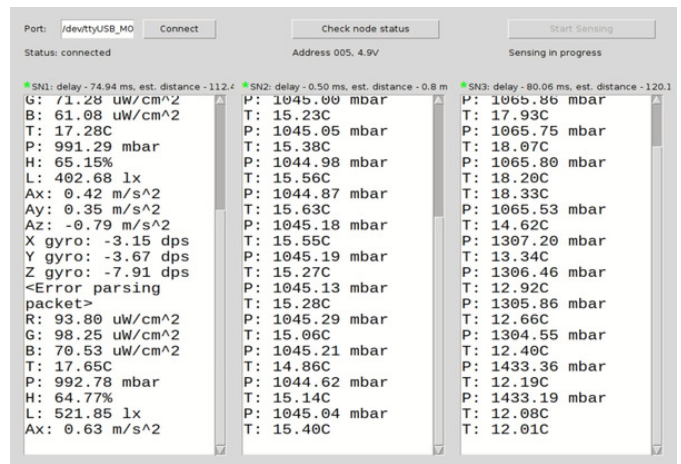 Port: /dev/ttyUSB_MO Connect Check node status Start Sensing
Status: connected Address 005, 4.9V Sensing in progress
*SN1: delay - 74.94 ms, est. distance - 112.4
G: 71.28 uW/cm^2
B: 61.08 uW/cm^2
T: 17.28C
P: 991.29 mbar
H: 65.15%
L: 402.68 lx
Ax: 0.42 m/s^2
Ay: 0.35 m/s^2
Az: -0.79 m/s^2
X gyro: -3.15 dps
Y gyro: -3.67 dps
Z gyro: -7.91 dps
<Error parsing
packet>
R: 93.80 uW/cm^2
G: 98.25 uW/cm^2
B: 70.53 uW/cm^2
T: 17.65C
P: 992.78 mbar
H: 64.77%
L: 521.85 lx
Ax: 0.63 m/s^2
*SN2: delay - 0.50 ms, est. distance - 0.8 m
P: 1045.00 mbar
T: 15.23C
P: 1045.05 mbar
T: 15.38C
P: 1044.98 mbar
T: 15.56C
P: 1044.87 mbar
T: 15.63C
P: 1045.18 mbar
T: 15.55C
P: 1045.19 mbar
T: 15.27C
P: 1045.13 mbar
T: 15.28C
P: 1045.29 mbar
T: 15.06C
P: 1045.21 mbar
T: 14.86C
P: 1044.62 mbar
T: 15.14C
P: 1045.04 mbar
T: 15.40C
*SN3: delay - 80.06 ms, est. distance - 120.1
P: 1065.86 mbar
T: 17.93C
P: 1065.75 mbar
T: 18.07C
P: 1065.80 mbar
T: 18.20C
T: 18.33C
P: 1065.53 mbar
T: 14.62C
P: 1307.20 mbar
T: 13.34C
P: 1306.46 mbar
T: 12.92C
P: 1305.86 mbar
T: 12.66C
P: 1304.55 mbar
T: 12.40C
P: 1433.36 mbar
T: 12.19C
P: 1433.19 mbar
T: 12.08C
T: 12.01C